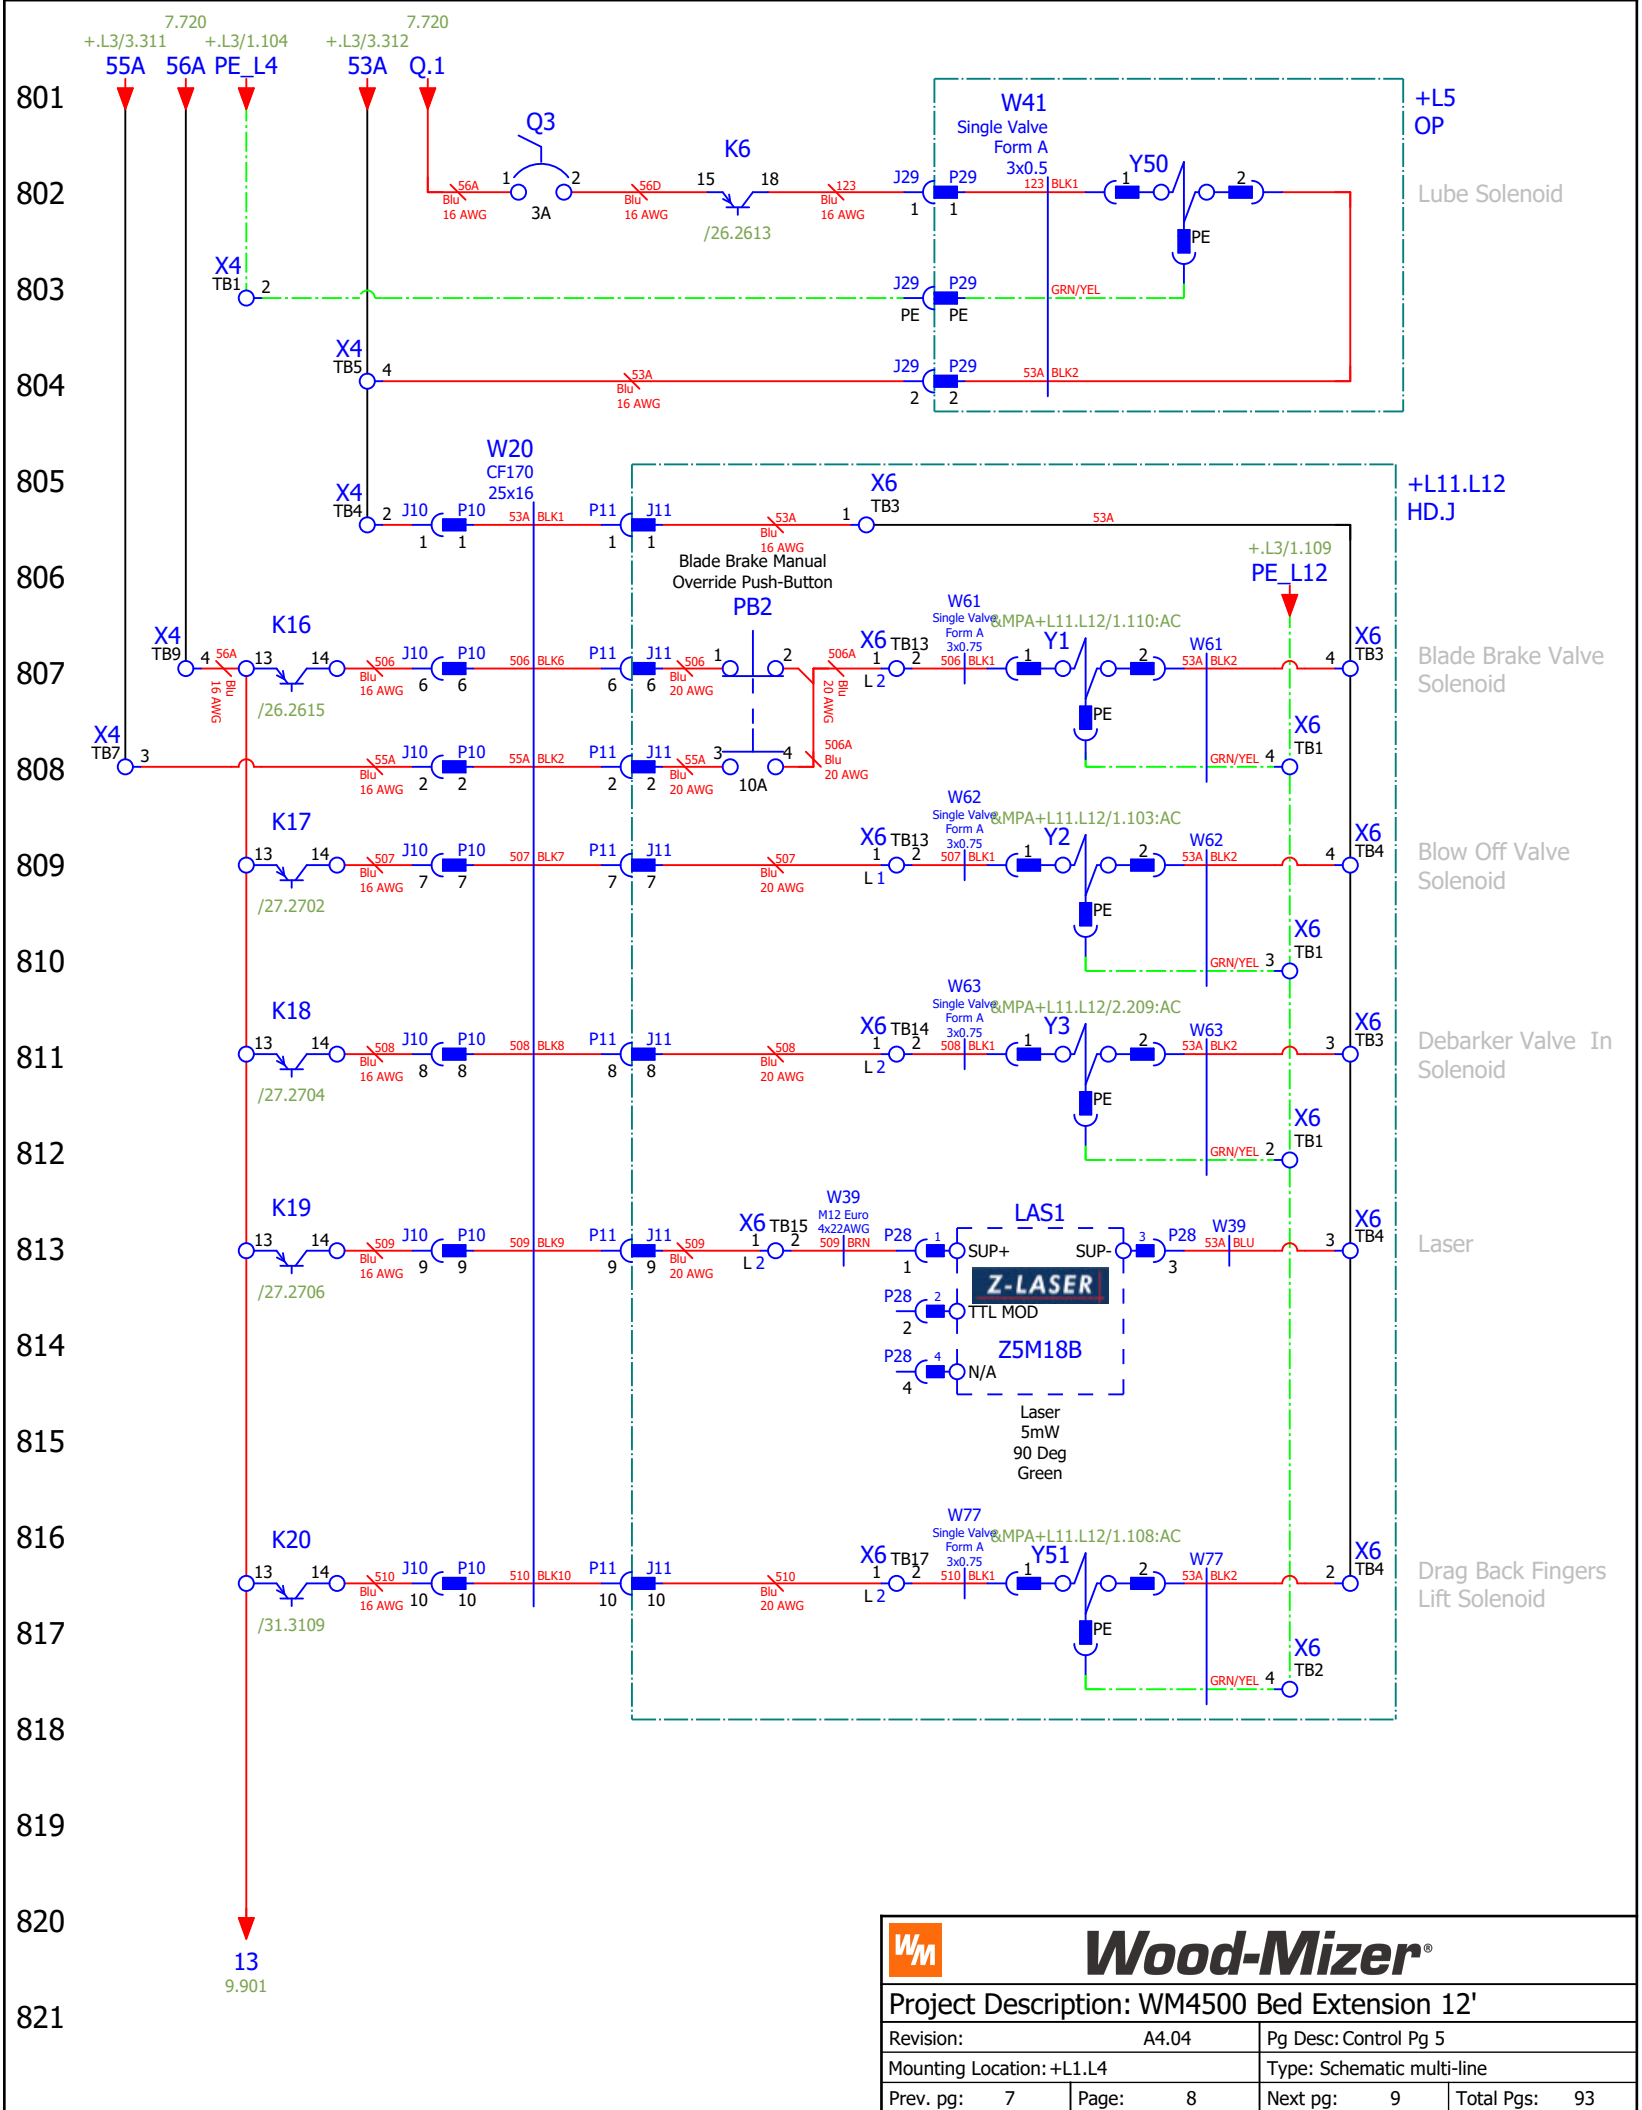 7.720 7.720
+.L3/3.311 +.L3/1.104 +.L3/3.312
55A 56A PE_L4 53A Q.1
801
W41
Single Valve
Form A
3x0.5
+L5
OP
Q3
K6
Y50
802
56A
Blu
16 AWG
1 2
3A
56D
Blu
16 AWG
15 18
/26.2613
123
Blu
16 AWG
J29 P29
1 1
123 BLK1
1 2
PE
Lube Solenoid
803
X4
TB1 2
J29 P29
PE PE
GRN/YEL
804
X4
TB5 4
53A
Blu
16 AWG
J29 P29
2 2
53A BLK2
805
W20
CF170
25x16
X4
TB4 2
J10 P10
1 1
53A BLK1
P11 J11
1 1
53A
Blu
16 AWG
X6
1 TB3
53A
+L11.L12
HD.J
806
Blade Brake Manual
Override Push-Button
PB2
+.L3/1.109
PE_L12
807
X4
TB9 4
56A
Blu
16 AWG
K16
13 14
/26.2615
506
Blu
16 AWG
J10 P10
6 6
506 BLK6
P11 J11
6 6
506
Blu
20 AWG
1 2
506A
Blu
20 AWG
X6 TB13
1 2
L 2
W61
Single Valve
Form A
3x0.75
506 BLK1
&MPA+L11.L12/1.110:AC
Y1
1 2
PE
W61
53A BLK2
X6
4 TB3
Blade Brake Valve
Solenoid
808
X4
TB7 3
55A
Blu
16 AWG
J10 P10
2 2
55A BLK2
P11 J11
2 2
55A
Blu
20 AWG
3 4
10A
506A
Blu
20 AWG
GRN/YEL 4
X6
TB1
809
K17
13 14
/27.2702
507
Blu
16 AWG
J10 P10
7 7
507 BLK7
P11 J11
7 7
507
Blu
20 AWG
X6 TB13
1 2
L 1
W62
Single Valve
Form A
3x0.75
507 BLK1
&MPA+L11.L12/1.103:AC
Y2
1 2
PE
W62
53A BLK2
X6
4 TB4
Blow Off Valve
Solenoid
810
GRN/YEL 3
X6
TB1
811
K18
13 14
/27.2704
508
Blu
16 AWG
J10 P10
8 8
508 BLK8
P11 J11
8 8
508
Blu
20 AWG
X6 TB14
1 2
L 2
W63
Single Valve
Form A
3x0.75
508 BLK1
&MPA+L11.L12/2.209:AC
Y3
1 2
PE
W63
53A BLK2
X6
3 TB3
Debarker Valve In
Solenoid
812
GRN/YEL 2
X6
TB1
813
K19
13 14
/27.2706
509
Blu
16 AWG
J10 P10
9 9
509 BLK9
P11 J11
9 9
509
Blu
20 AWG
X6 TB15
1 2
L 2
W39
M12 Euro
4x22AWG
509 BRN
P28 1
1
LAS1
SUP+ SUP-
3 P28
3
W39
53A BLU
X6
3 TB4
Laser
Z-LASER
814
P28 2
2
TTL MOD
Z5M18B
P28 4
4
N/A
815
Laser
5mW
90 Deg
Green
816
K20
13 14
/31.3109
510
Blu
16 AWG
J10 P10
10 10
510 BLK10
P11 J11
10 10
510
Blu
20 AWG
X6 TB17
1 2
L 2
W77
Single Valve
Form A
3x0.75
510 BLK1
&MPA+L11.L12/1.108:AC
Y51
1 2
PE
W77
53A BLK2
X6
2 TB4
Drag Back Fingers
Lift Solenoid
817
GRN/YEL 4
X6
TB2
818
819
820
13
9.901
821
WM
Wood-Mizer®
Project Description: WM4500 Bed Extension 12'
Revision: A4.04 Pg Desc: Control Pg 5
Mounting Location: +L1.L4 Type: Schematic multi-line
Prev. pg: 7 Page: 8 Next pg: 9 Total Pgs: 93